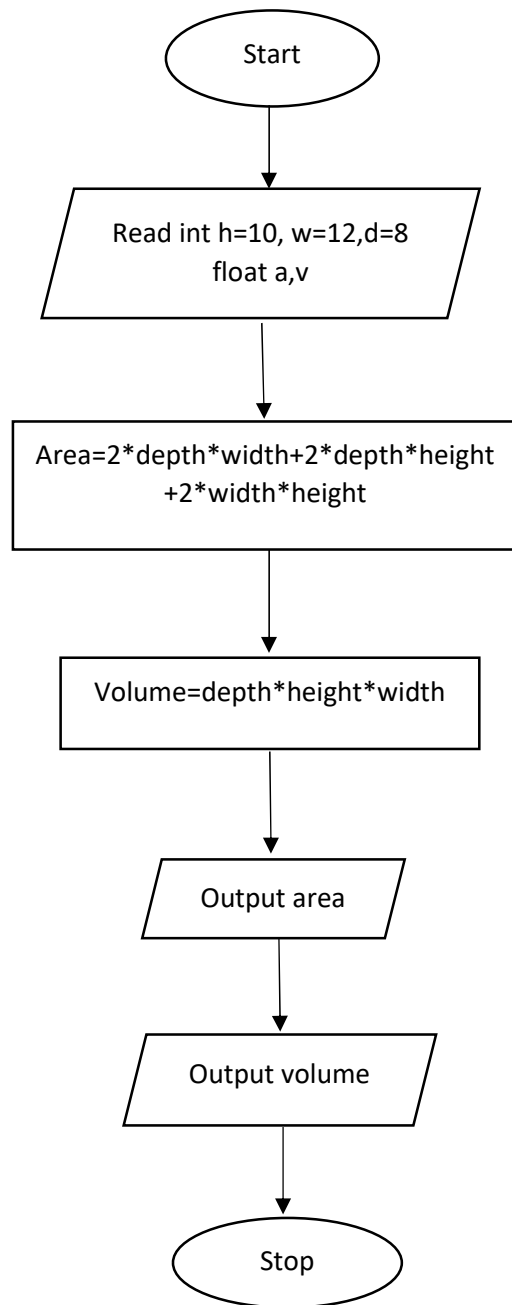 Start
Read int h=10, w=12,d=8
float a,v
Area=2*depth*width+2*depth*height
+2*width*height
Volume=depth*height*width
Output area
Output volume
Stop